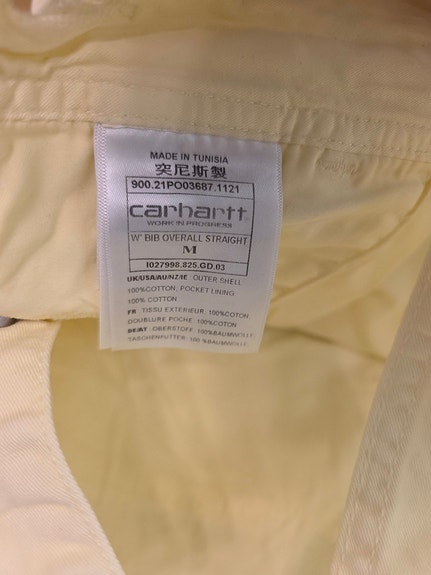 MADE IN TUNISIA
突尼斯製
900.21PO03687.1121
carhartt
WORK IN PROGRESS
W' BIB OVERALL STRAIGHT
M
I027998.825.GD.03
UK/USA/AU/NZ/IE : OUTER SHELL
100%COTTON, POCKET LINING
100% COTTON
FR: TISSU EXTERIEUR: 100%COTON,
DOUBLURE POCHE: 100%COTON
DE/AT: OBERSTOFF: 100%BAUMWOLLE,
TASCHENFUTTER: 100 %BAUMWOLLE